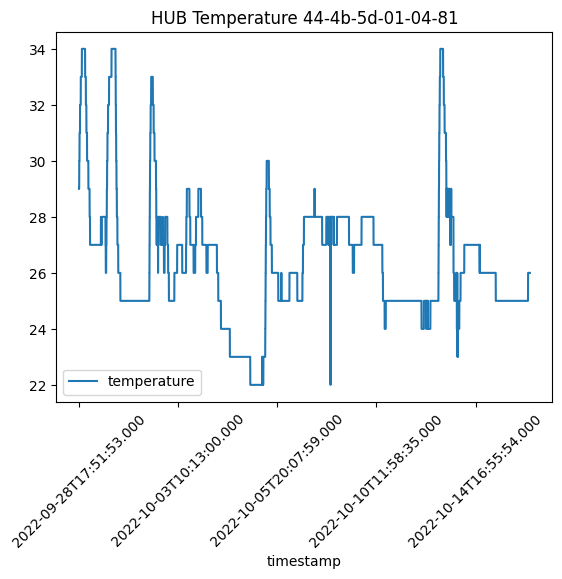 HUB Temperature 44-4b-5d-01-04-81
34
32
30
28
26
24
22
temperature
2022-09-28T17:51:53.000
2022-10-03T10:13:00.000
2022-10-05T20:07:59.000
2022-10-10T11:58:35.000
2022-10-14T16:55:54.000
timestamp